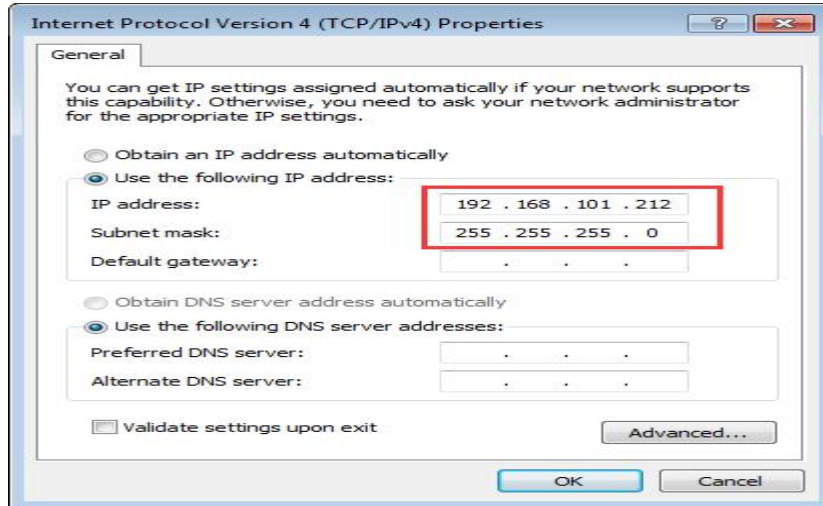 Internet Protocol Version 4 (TCP/IPv4) Properties
General
You can get IP settings assigned automatically if your network supports
this capability. Otherwise, you need to ask your network administrator
for the appropriate IP settings.
Obtain an IP address automatically
Use the following IP address:
IP address: 192 . 168 . 101 . 212
Subnet mask: 255 . 255 . 255 . 0
Default gateway: . . .
Obtain DNS server address automatically
Use the following DNS server addresses:
Preferred DNS server: . . .
Alternate DNS server: . . .
Validate settings upon exit
Advanced...
OK Cancel